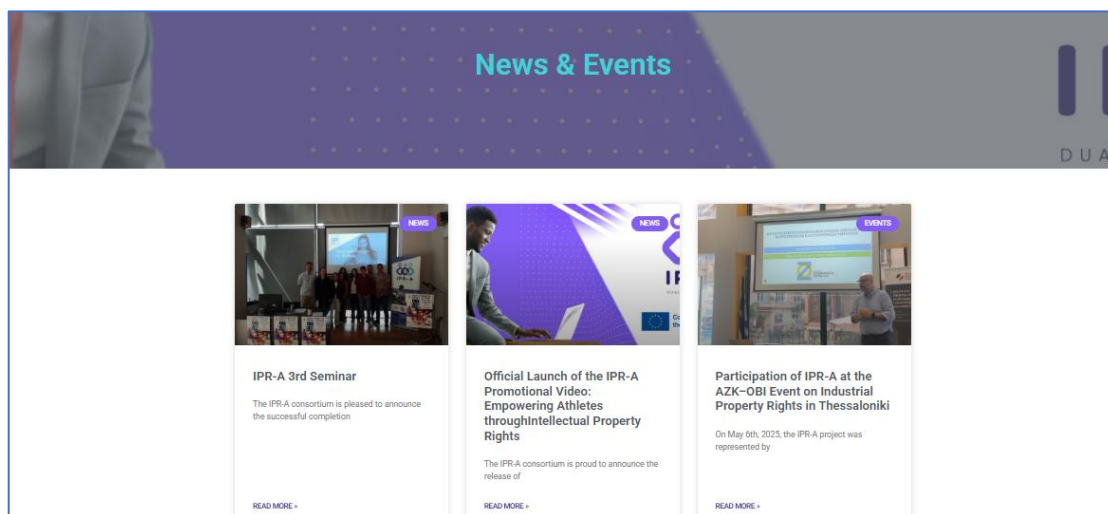 News & Events
DUA
NEWS
IPR-A
IPR-A 3rd Seminar
The IPR-A consortium is pleased to announce
the successful completion
READ MORE »
NEWS
Official Launch of the IPR-A
Promotional Video:
Empowering Athletes
throughIntellectual Property
Rights
The IPR-A consortium is proud to announce the
release of
READ MORE »
EVENTS
Participation of IPR-A at the
AZK–OBI Event on Industrial
Property Rights in Thessaloniki
On May 6th, 2025, the IPR-A project was
represented by
READ MORE »